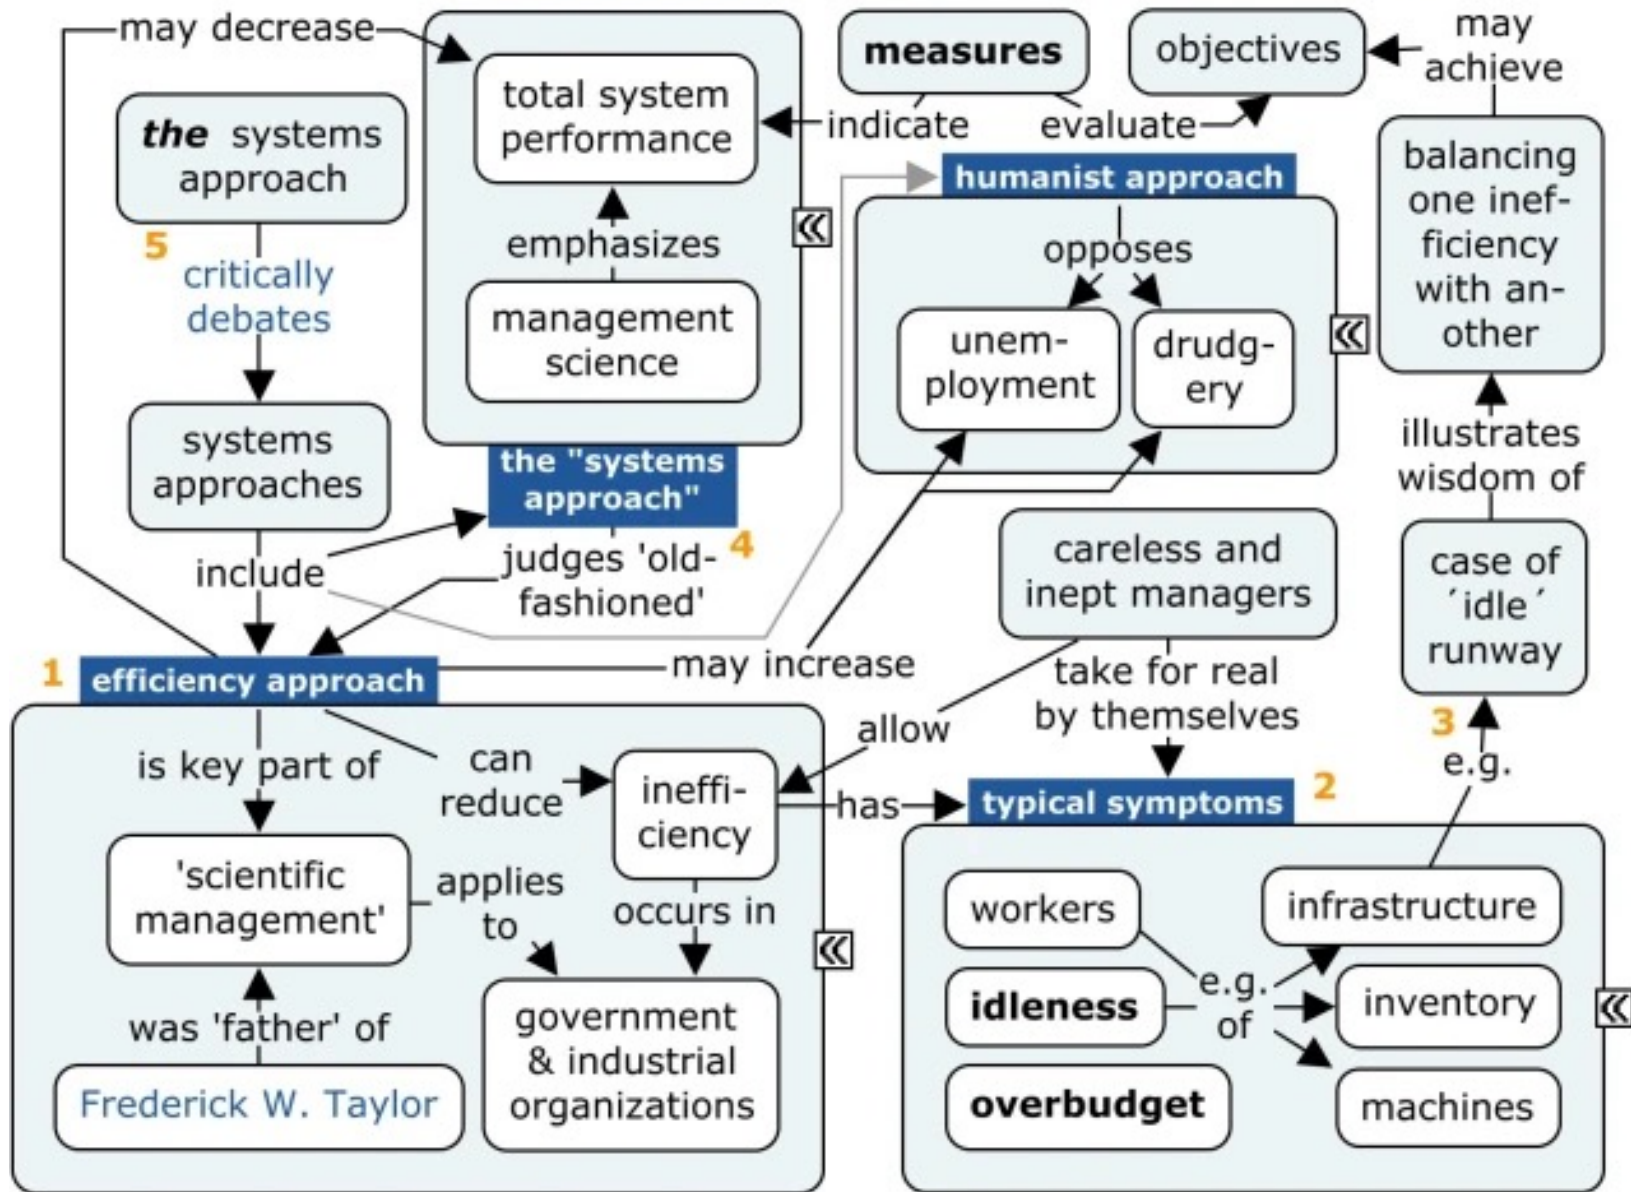 may decrease
the systems
approach
5
critically
debates
systems
approaches
include
total system
performance
emphasizes
management
science
the "systems
approach"
4
judges 'old-
fashioned'
measures
indicate
evaluate
objectives
may
achieve
humanist approach
opposes
unem-
ployment
drudg-
ery
balancing
one inef-
ficiency
with an-
other
illustrates
wisdom of
case of
´idle´
runway
3
e.g.
careless and
inept managers
take for real
by themselves
allow
may increase
1
efficiency approach
is key part of
can
reduce
ineffi-
ciency
has
'scientific
management'
applies
to
occurs in
was 'father' of
Frederick W. Taylor
government
& industrial
organizations
typical symptoms
2
workers
idleness
overbudget
e.g.
of
infrastructure
inventory
machines